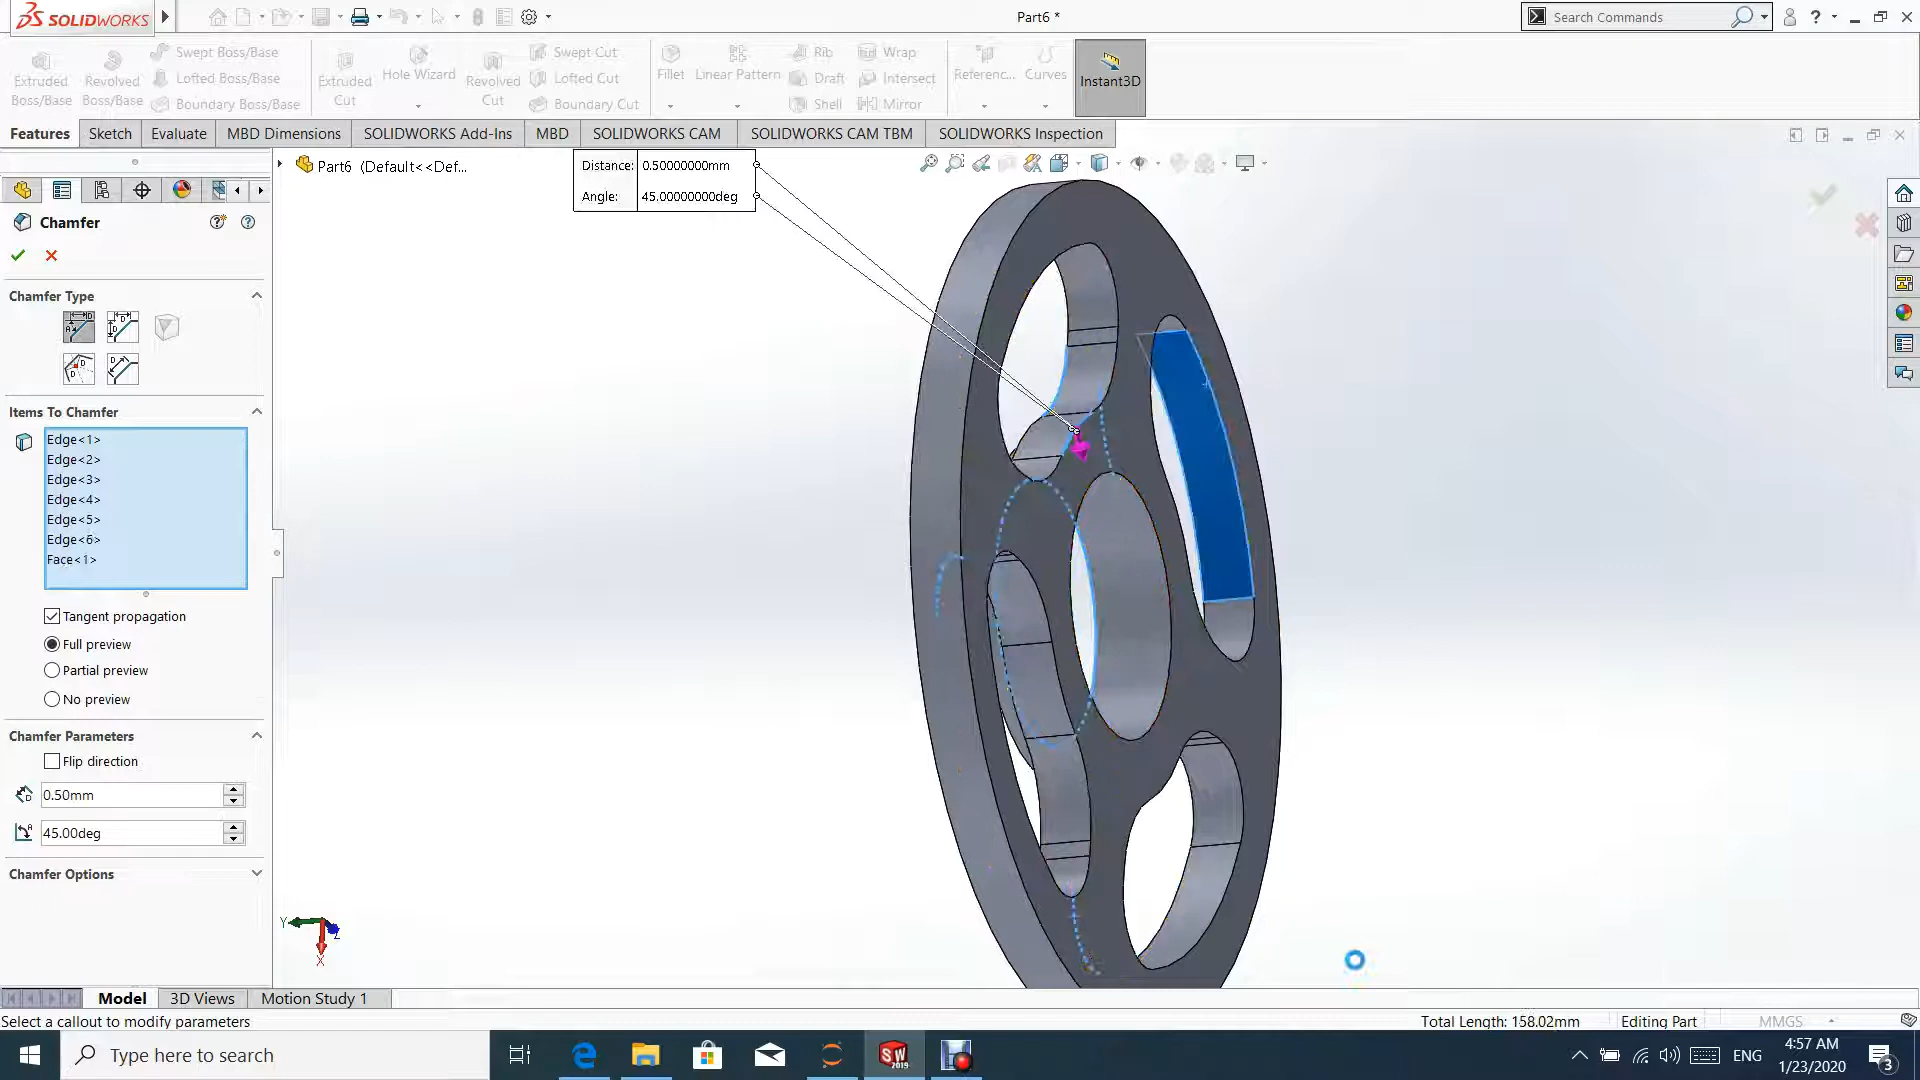 SOLIDWORKS
Part6 *
Search Commands
Extruded Boss/Base
Revolved Boss/Base
Swept Boss/Base
Lofted Boss/Base
Boundary Boss/Base
Extruded Cut
Hole Wizard
Revolved Cut
Swept Cut
Lofted Cut
Boundary Cut
Fillet
Linear Pattern
Rib
Draft
Shell
Wrap
Intersect
Mirror
Referenc...
Curves
Instant3D
Features
Sketch
Evaluate
MBD Dimensions
SOLIDWORKS Add-Ins
MBD
SOLIDWORKS CAM
SOLIDWORKS CAM TBM
SOLIDWORKS Inspection
Part6 (Default<<Def...
Distance: 0.50000000mm
Angle: 45.00000000deg
Chamfer
Chamfer Type
Items To Chamfer
Edge<1>
Edge<2>
Edge<3>
Edge<4>
Edge<5>
Edge<6>
Face<1>
Tangent propagation
Full preview
Partial preview
No preview
Chamfer Parameters
Flip direction
0.50mm
45.00deg
Chamfer Options
Y
Z
X
Model
3D Views
Motion Study 1
Select a callout to modify parameters
Total Length: 158.02mm
Editing Part
MMGS
Type here to search
SW
2019
ENG
4:57 AM
1/23/2020
3